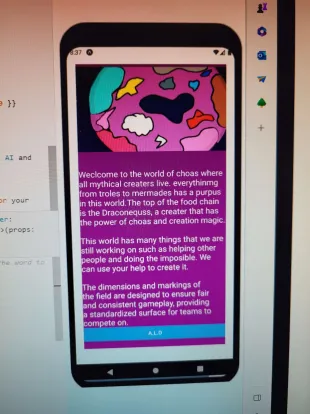 e }}
AI and
or your
er:
>(props:
9:37
Weclcome to the world of choas where
all mythical creaters live. everythinmg
from troles to mermades has a purpus
in this world.The top of the food chain
is the Draconequss, a creater that has
the power of choas and creation magic.
This world has many things that we are
still working on such as helping other
people and doing the imposible. We
can use your help to create it.
The dimensions and markings of
the field are designed to ensure fair
and consistent gameplay, providing
a standardized surface for teams to
compete on.